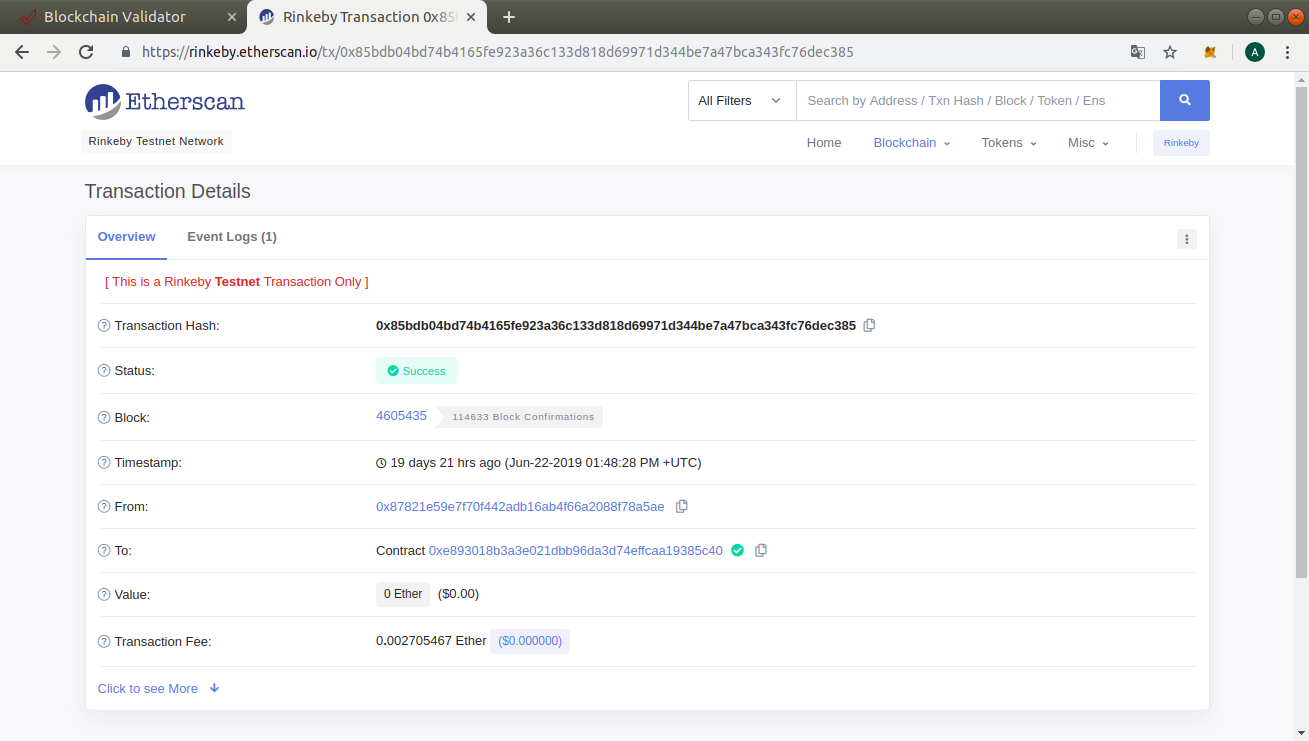 Blockchain Validator
Rinkeby Transaction 0x85
https://rinkeby.etherscan.io/tx/0x85bdb04bd74b4165fe923a36c133d818d69971d344be7a47bca343fc76dec385
A
Etherscan
All Filters
Search by Address / Txn Hash / Block / Token / Ens
Rinkeby Testnet Network
Home Blockchain Tokens Misc Rinkeby
Transaction Details
Overview Event Logs (1)
[ This is a Rinkeby Testnet Transaction Only ]
Transaction Hash: 0x85bdb04bd74b4165fe923a36c133d818d69971d344be7a47bca343fc76dec385
Status: Success
Block: 4605435 114633 Block Confirmations
Timestamp: 19 days 21 hrs ago (Jun-22-2019 01:48:28 PM +UTC)
From: 0x87821e59e7f70f442adb16ab4f66a2088f78a5ae
To: Contract 0xe893018b3a3e021dbb96da3d74effcaa19385c40
Value: 0 Ether ($0.00)
Transaction Fee: 0.002705467 Ether ($0.000000)
Click to see More